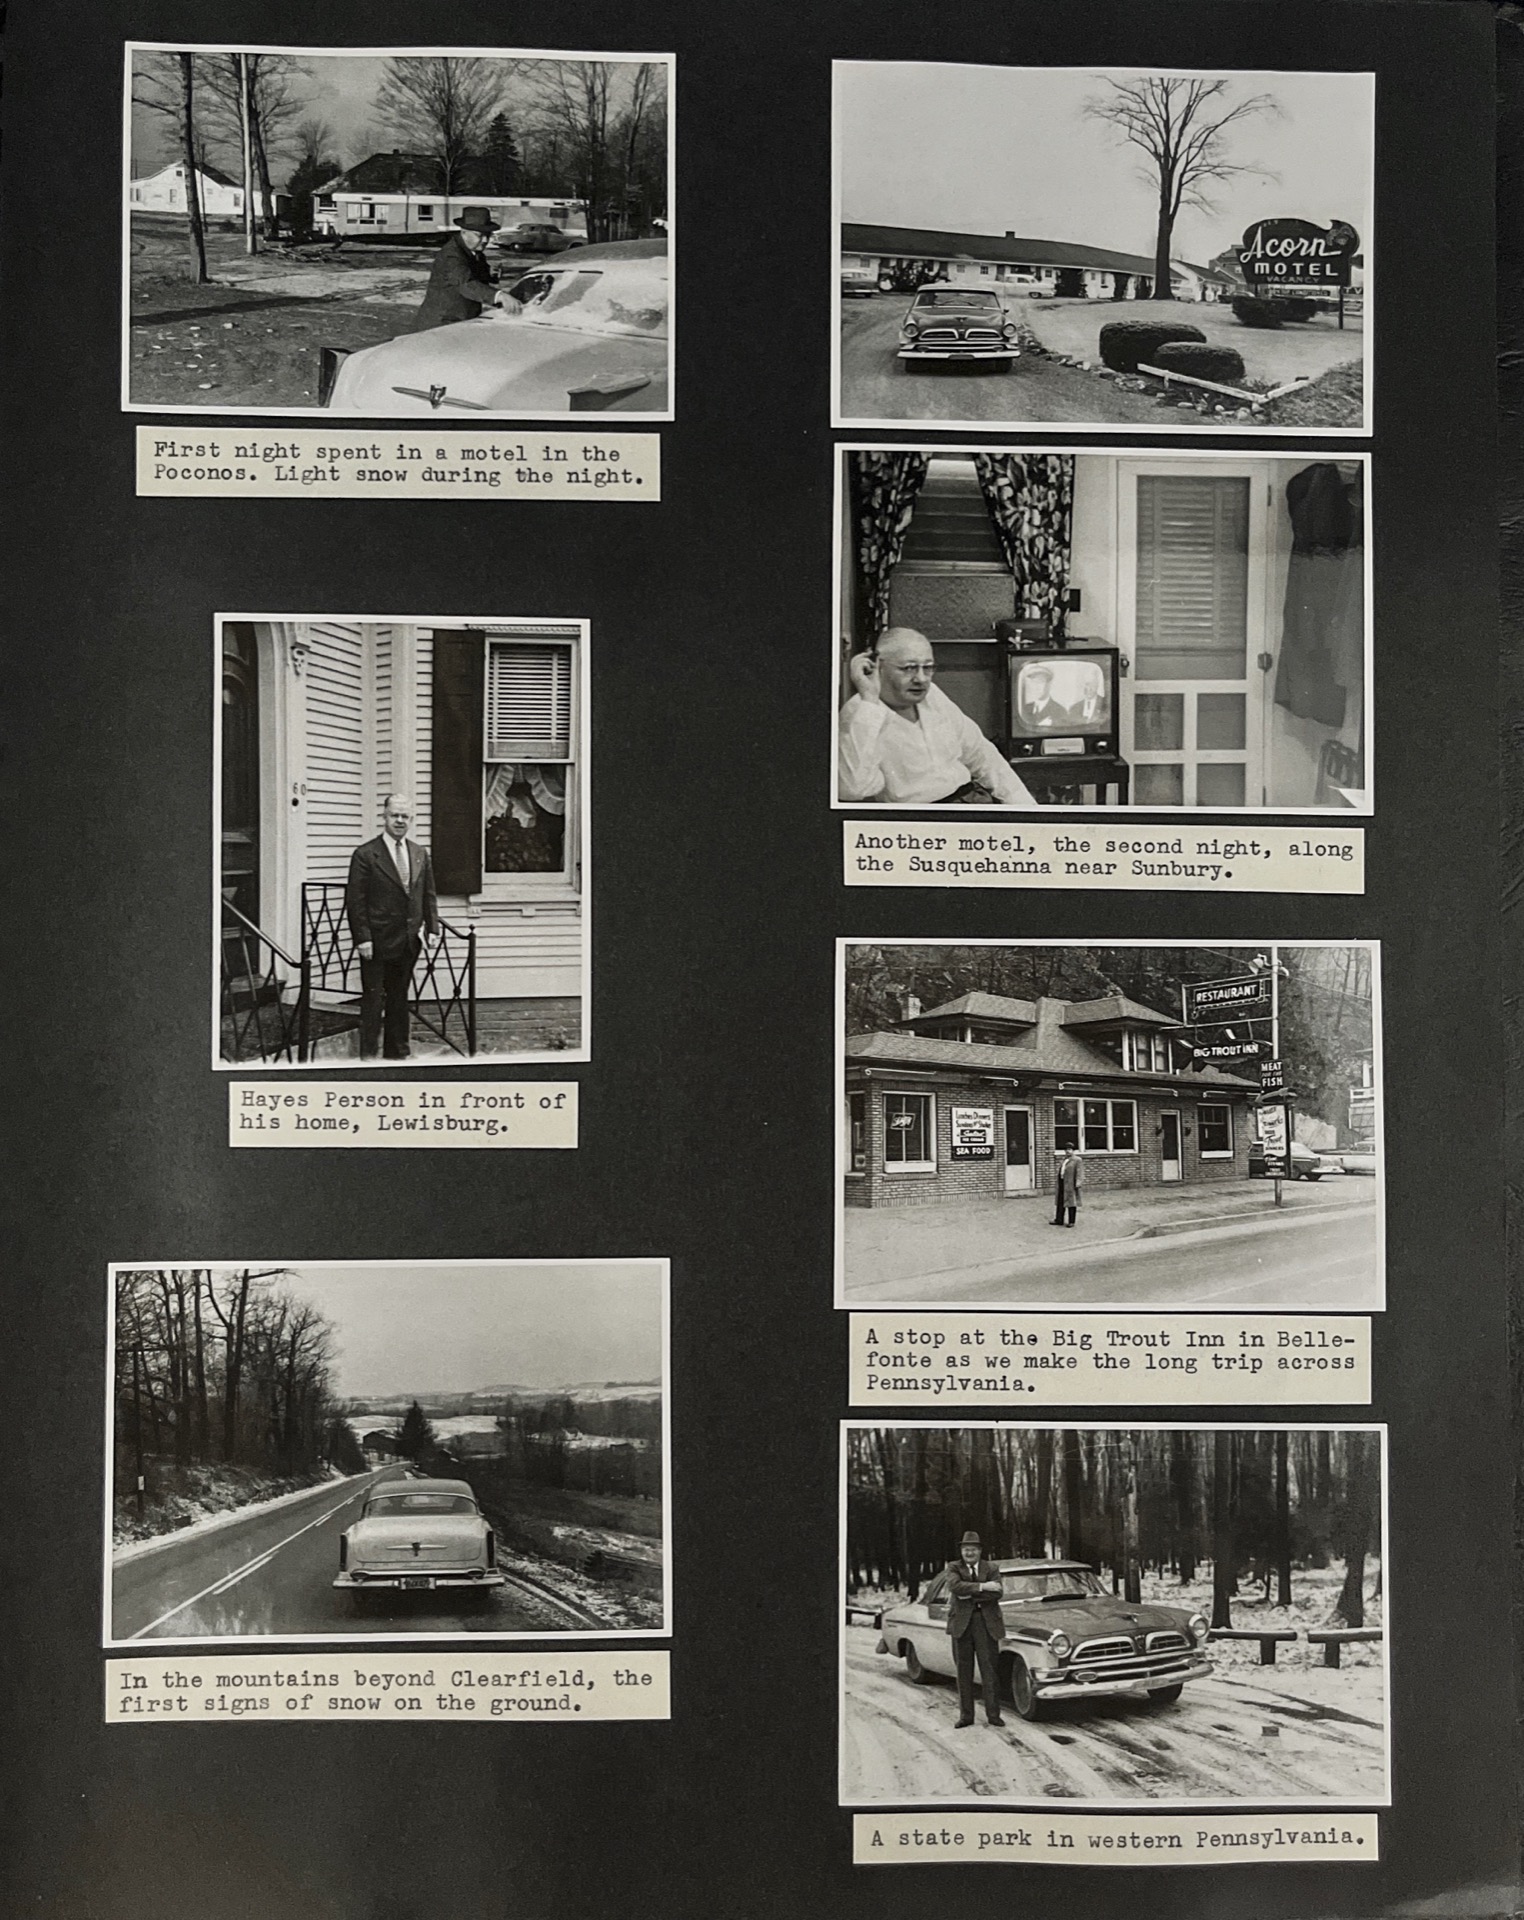 First night spent in a motel in the
Poconos. Light snow during the night.
Acorn
MOTEL
VACANCY
Another motel, the second night, along
the Susquehanna near Sunbury.
60
Hayes Person in front of
his home, Lewisburg.
RESTAURANT
BIG TROUT INN
MEAT
FISH
Lunches Dinners
SEA FOOD
A stop at the Big Trout Inn in Belle-
fonte as we make the long trip across
Pennsylvania.
In the mountains beyond Clearfield, the
first signs of snow on the ground.
A state park in western Pennsylvania.